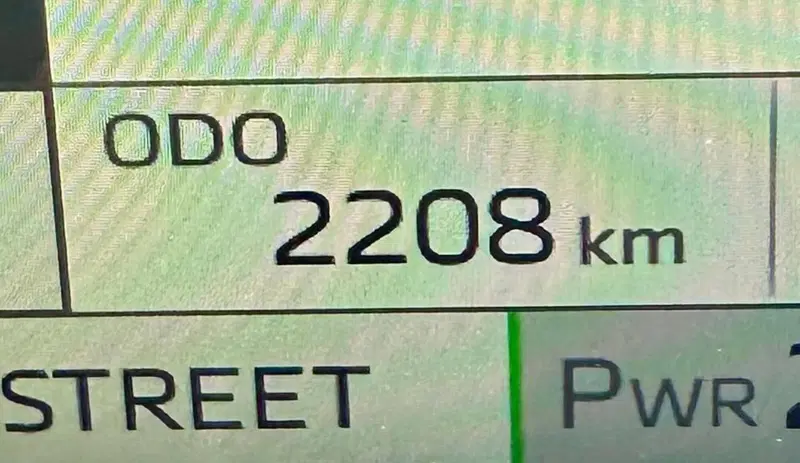 ODO
2208 km
STREET
PWR